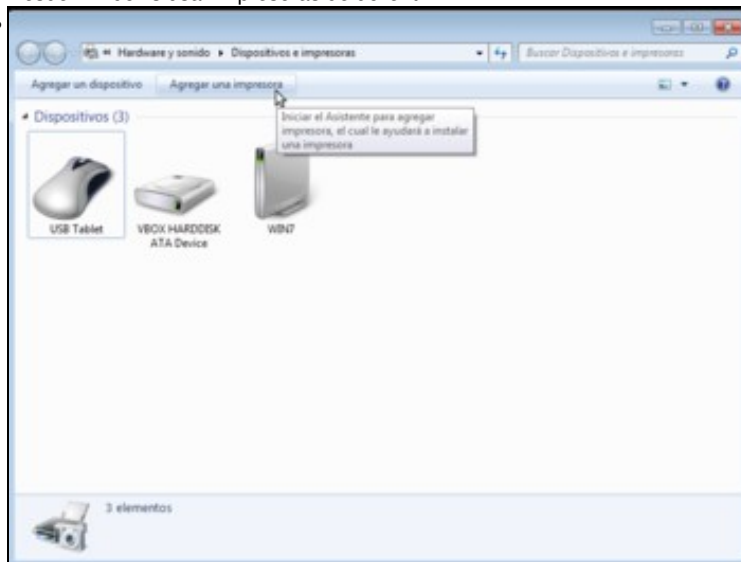 Hardware y sonido ▸ Dispositivos e impresoras
Buscar Dispositivos e impresoras
Agregar un dispositivo Agregar una impresora
Iniciar el Asistente para agregar
impresora, el cual le ayudará a instalar
una impresora
Dispositivos (3)
USB Tablet
VBOX HARDDISK
ATA Device
WIN7
3 elementos